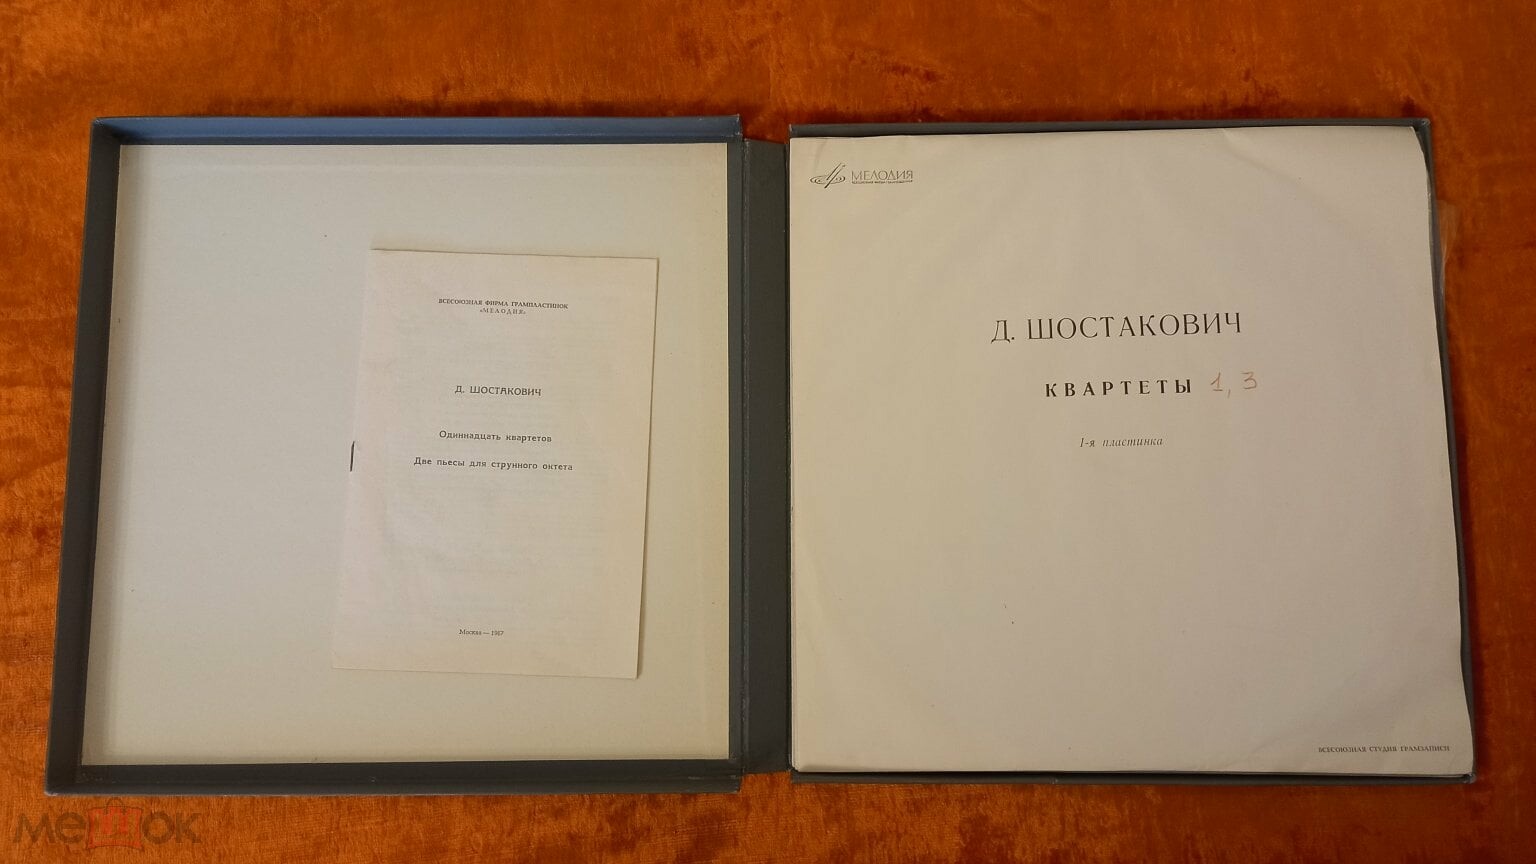 ВСЕСОЮЗНАЯ ФИРМА ГРАМПЛАСТИНОК
«МЕЛОДИЯ»
Д. ШОСТАКОВИЧ
Одиннадцать квартетов
Две пьесы для струнного октета
Москва — 1967
МЕЛОДИЯ
Д. ШОСТАКОВИЧ
КВАРТЕТЫ 1, 3
1-я пластинка
ВСЕСОЮЗНАЯ СТУДИЯ ГРАМЗАПИСИ
мешок